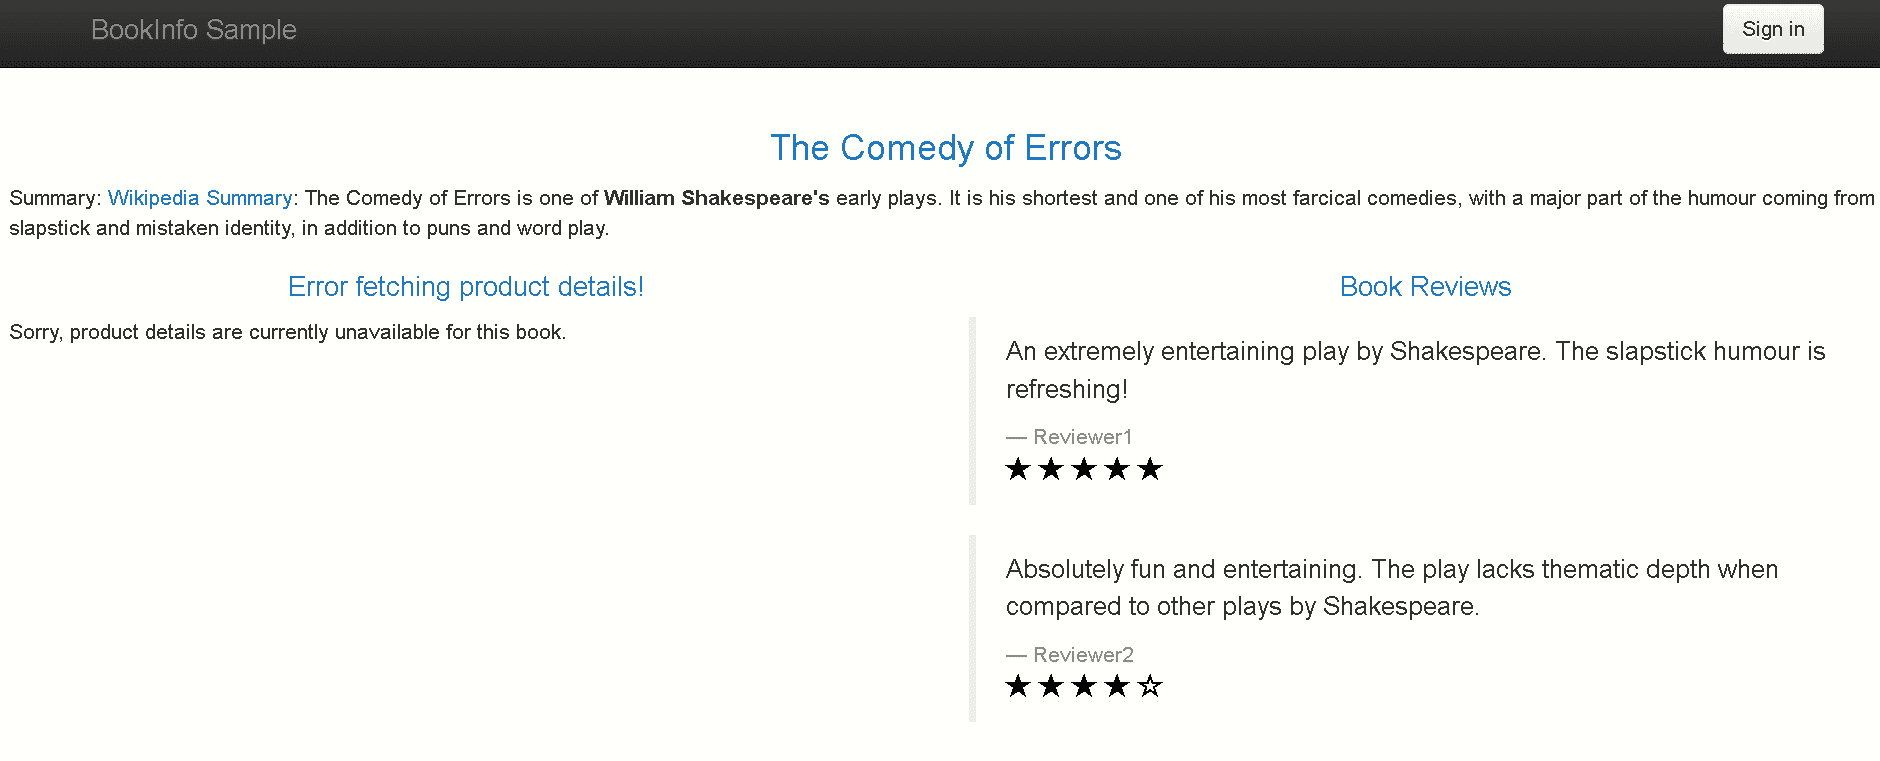 BookInfo Sample
Sign in
The Comedy of Errors
Summary: Wikipedia Summary: The Comedy of Errors is one of William Shakespeare's early plays. It is his shortest and one of his most farcical comedies, with a major part of the humour coming from
slapstick and mistaken identity, in addition to puns and word play.
Error fetching product details!
Sorry, product details are currently unavailable for this book.
Book Reviews
An extremely entertaining play by Shakespeare. The slapstick humour is
refreshing!
— Reviewer1
★ ★ ★ ★ ★
Absolutely fun and entertaining. The play lacks thematic depth when
compared to other plays by Shakespeare.
— Reviewer2
★ ★ ★ ★ ☆